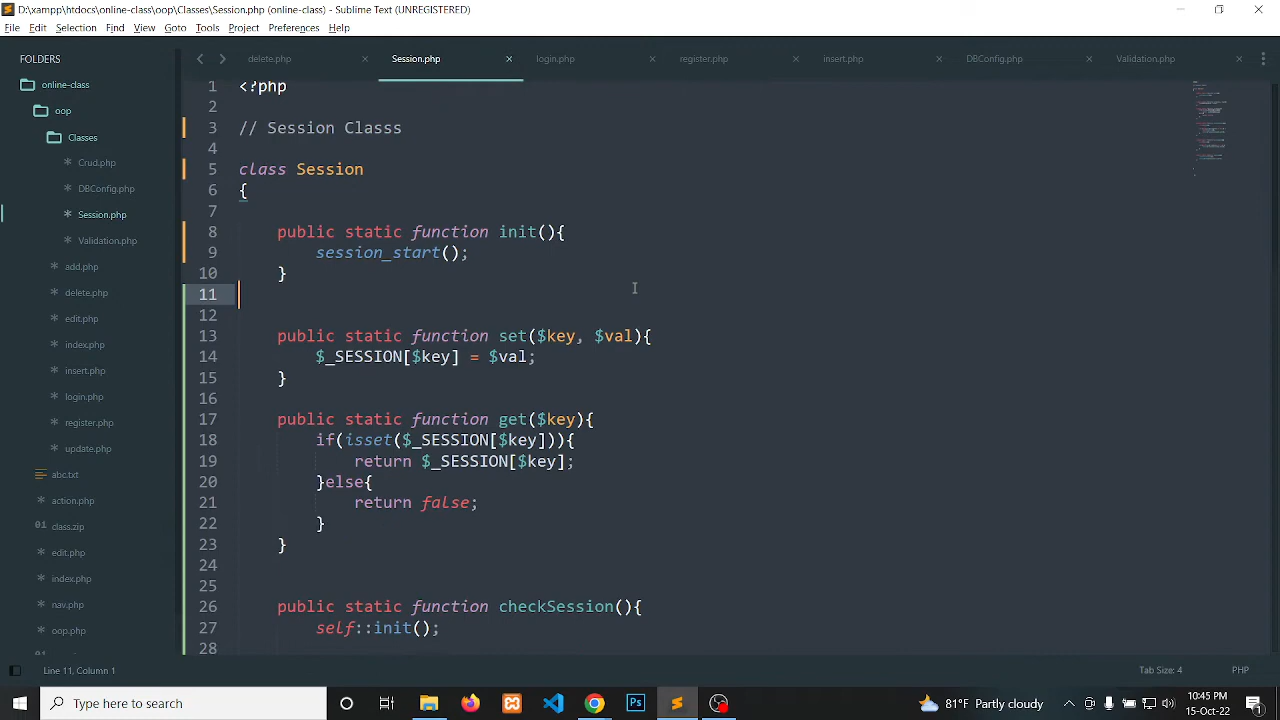 D:\xampp\htdocs\online-class\oop\Classes\Session.php (online-class) - Sublime Text (UNREGISTERED)
File Edit Selection Find View Goto Tools Project Preferences Help
FOLDERS
online-class
oop
Classes
Crud.php
DBConfig.php
Session.php
Validation.php
add.php
delete.php
edit.php
index.php
insert.php
login.php
register.php
update.php
abc.txt
action.php
class.zip
edit.php
index.php
nav.php
oop.php
delete.php Session.php login.php register.php insert.php DBConfig.php Validation.php
1 <?php
2
3 // Session Classs
4
5 class Session
6 {
7
8 public static function init(){
9 session_start();
10 }
11
12
13 public static function set($key, $val){
14 $_SESSION[$key] = $val;
15 }
16
17 public static function get($key){
18 if(isset($_SESSION[$key])){
19 return $_SESSION[$key];
20 }else{
21 return false;
22 }
23 }
24
25
26 public static function checkSession(){
27 self::init();
28
Line 11, Column 1 Tab Size: 4 PHP
Type here to search
Ps
81°F Partly cloudy
10:45 PM
15-Oct-22